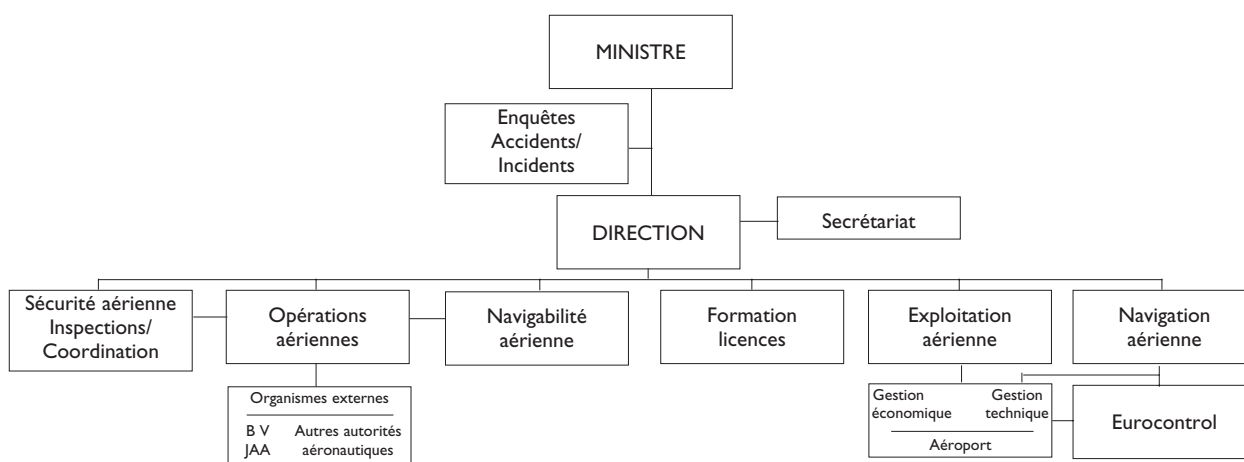 MINISTRE
Enquêtes
Accidents/
Incidents
DIRECTION
Secrétariat
Sécurité aérienne
Inspections/
Coordination
Opérations
aériennes
Navigabilité
aérienne
Formation
licences
Exploitation
aérienne
Navigation
aérienne
Organismes externes
B V Autres autorités
JAA aéronautiques
Gestion économique
Gestion technique
Aéroport
Eurocontrol